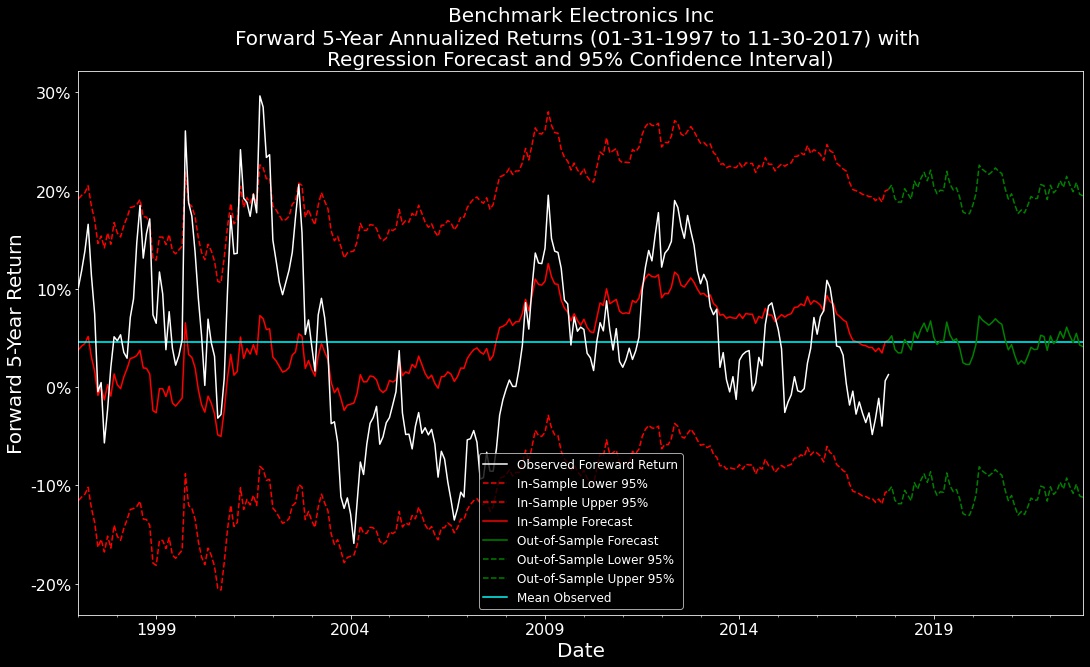 Benchmark Electronics Inc
Forward 5-Year Annualized Returns (01-31-1997 to 11-30-2017) with
Regression Forecast and 95% Confidence Interval)
Forward 5-Year Return
30%
20%
10%
0%
-10%
-20%
Observed Foreward Return
In-Sample Lower 95%
In-Sample Upper 95%
In-Sample Forecast
Out-of-Sample Forecast
Out-of-Sample Lower 95%
Out-of-Sample Upper 95%
Mean Observed
1999 2004 2009 2014 2019
Date